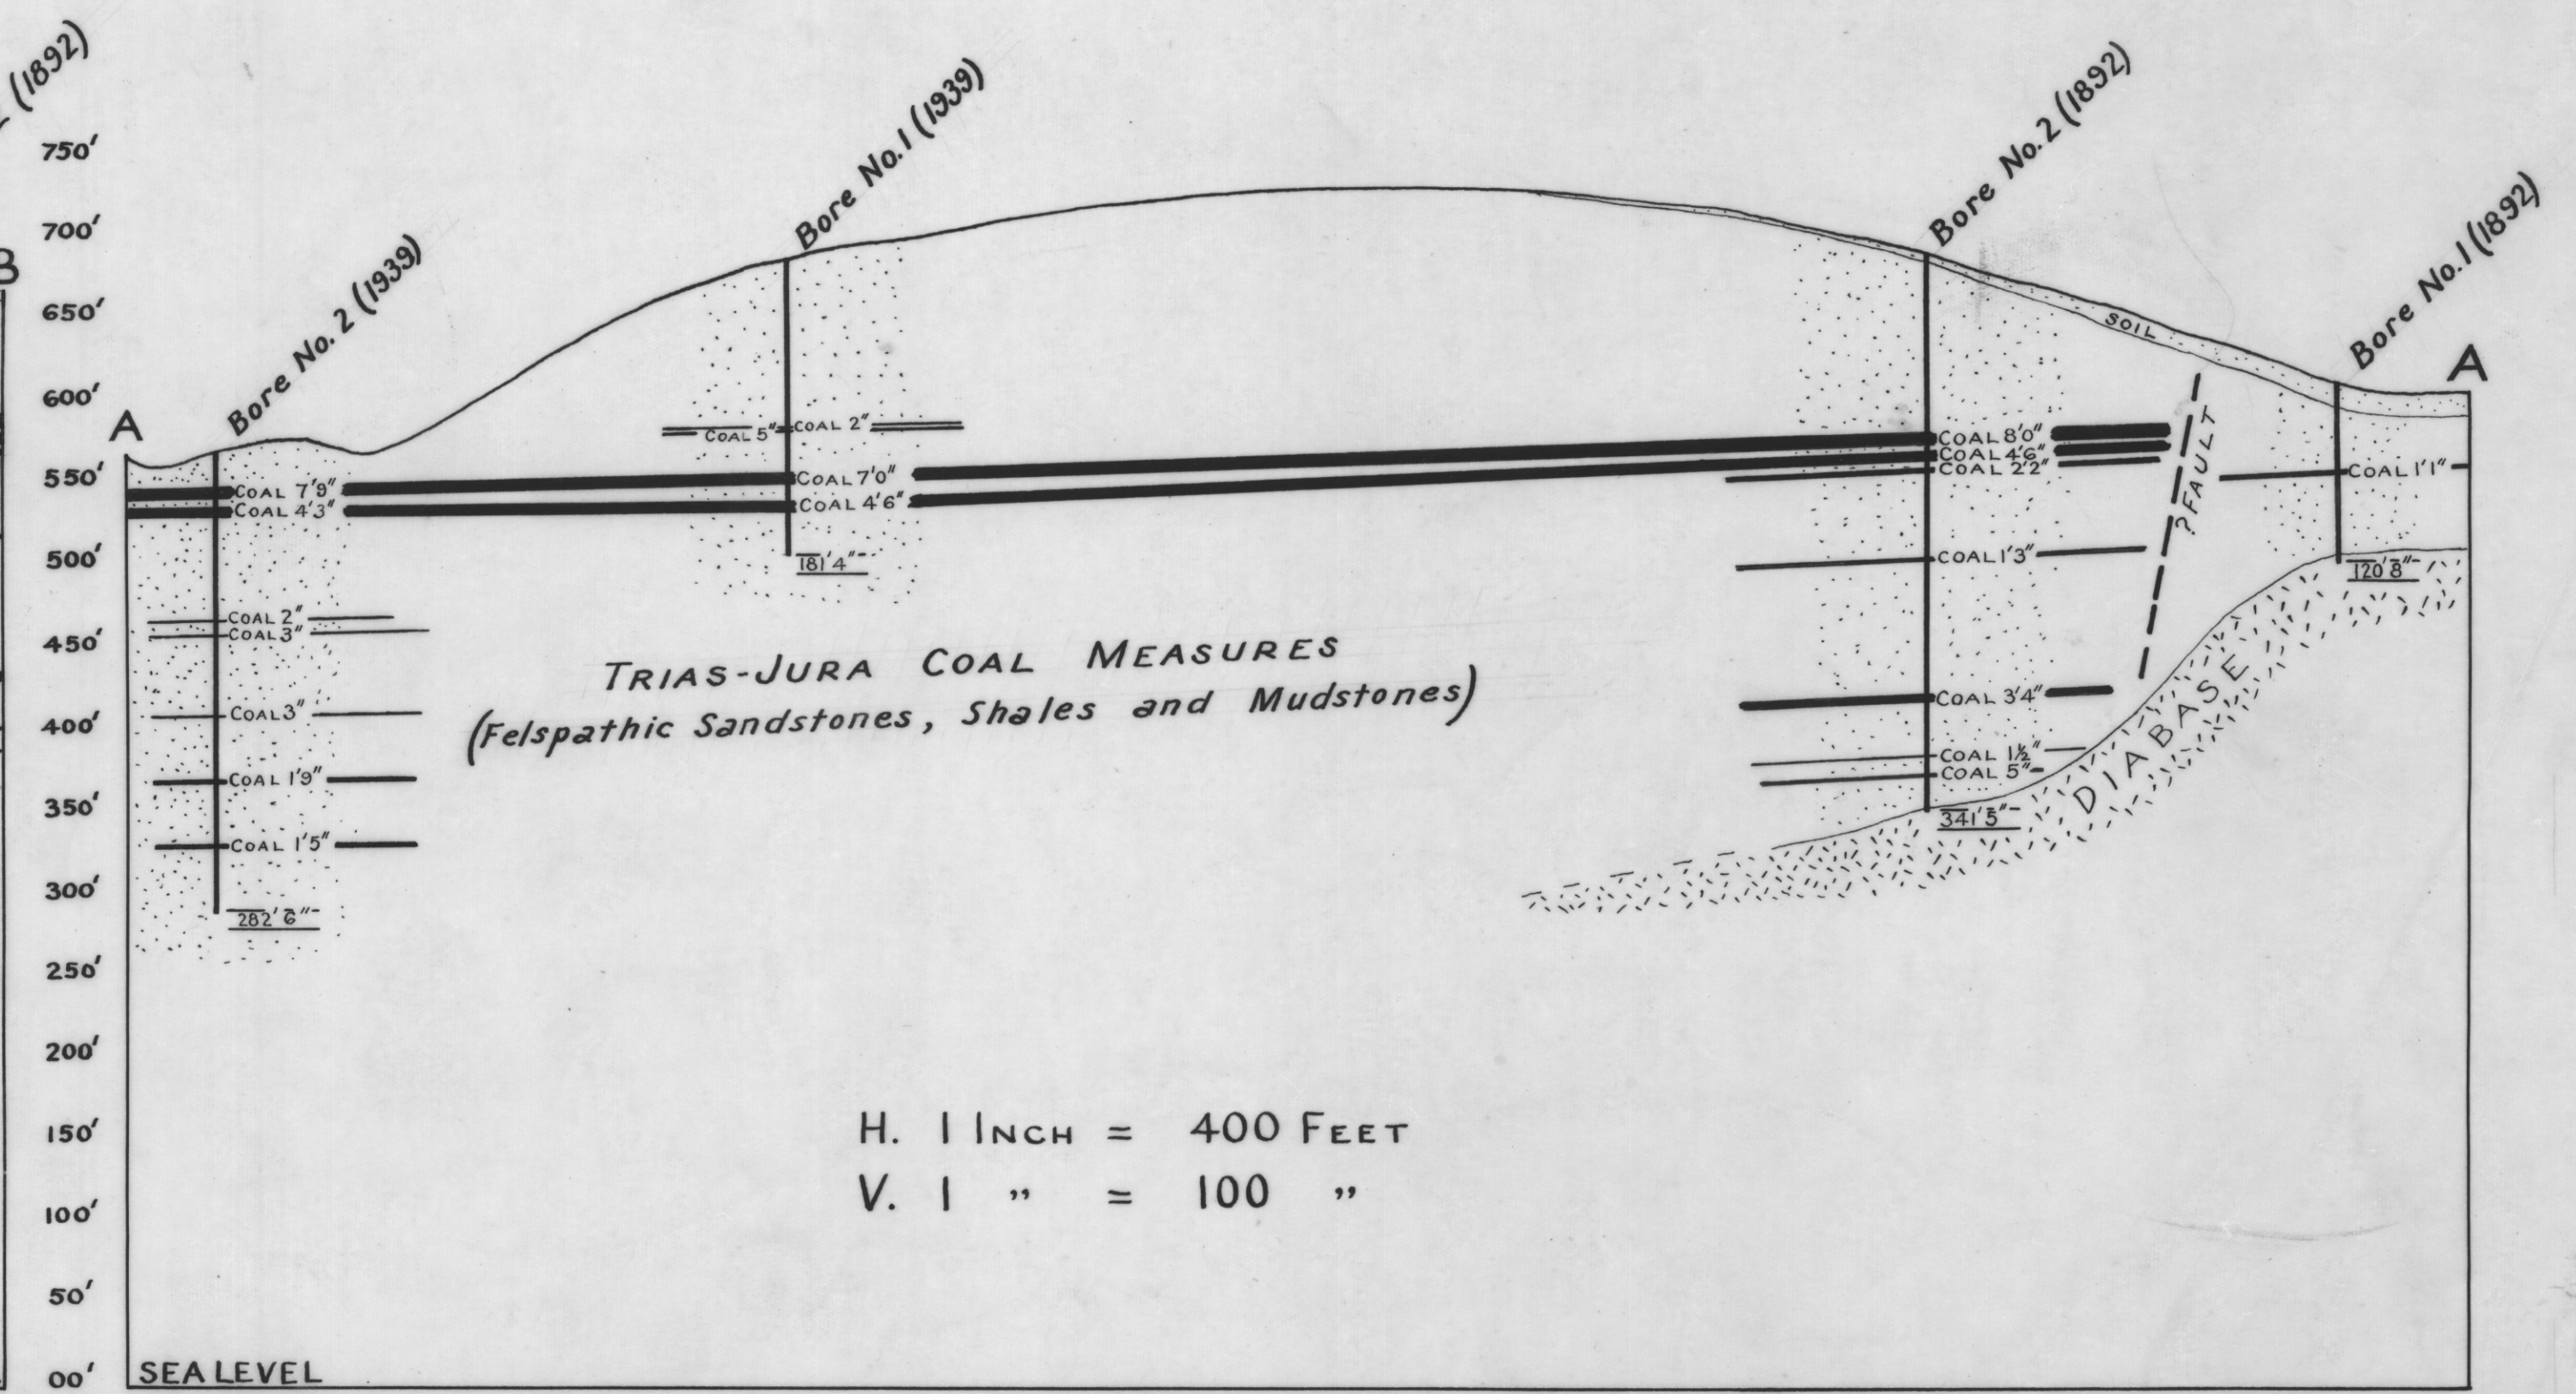 (1892)
B
750'
700'
650'
600'
550'
500'
450'
400'
350'
300'
250'
200'
150'
100'
50'
00'
A
Bore No. 2 (1939)
COAL 7'9"
COAL 4'3"
COAL 2"
COAL 3"
COAL 3"
COAL 1'9"
COAL 1'5"
282' 6"
Bore No. 1 (1939)
COAL 5"
COAL 2"
COAL 7'0"
COAL 4'6"
181' 4"
Bore No. 2 (1892)
COAL 8'0"
COAL 4'6"
COAL 2'2"
COAL 1'3"
COAL 3'4"
COAL 1½"
COAL 5"
341' 5"
SOIL
? FAULT
Bore No. 1 (1892)
A
COAL 1'1"
120' 8"
DIABASE
TRIAS-JURA COAL MEASURES
(Felspathic Sandstones, Shales and Mudstones)
H. 1 INCH = 400 FEET
V. 1 " = 100 "
SEA LEVEL